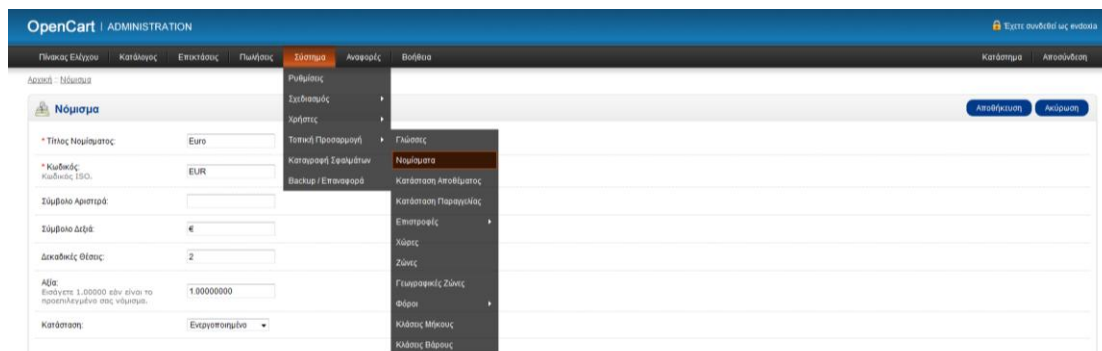 OpenCart | ADMINISTRATION
Έχετε συνδεθεί ως evdoxia
Πίνακας Ελέγχου Κατάλογος Επεκτάσεις Πωλήσεις Σύστημα Αναφορές Βοήθεια Κατάστημα Αποσύνδεση
Αρχική :: Νόμισμα
Νόμισμα
Αποθήκευση Ακύρωση
* Τίτλος Νομίσματος: Euro
* Κωδικός:
Κωδικός ISO.
EUR
Σύμβολο Αριστερά:
Σύμβολο Δεξιά: €
Δεκαδικές Θέσεις: 2
Αξία:
Εισάγετε 1.00000 εάν είναι το
προεπιλεγμένο σας νόμισμα.
1.00000000
Κατάσταση: Ενεργοποιημένο
Ρυθμίσεις
Σχεδιασμός
Χρήστες
Τοπική Προσαρμογή
Καταγραφή Σφαλμάτων
Backup / Επαναφορά
Γλώσσες
Νομίσματα
Κατάσταση Αποθέματος
Κατάσταση Παραγγελίας
Επιστροφές
Χώρες
Ζώνες
Γεωγραφικές Ζώνες
Φόροι
Κλάσεις Μήκους
Κλάσεις Βάρους